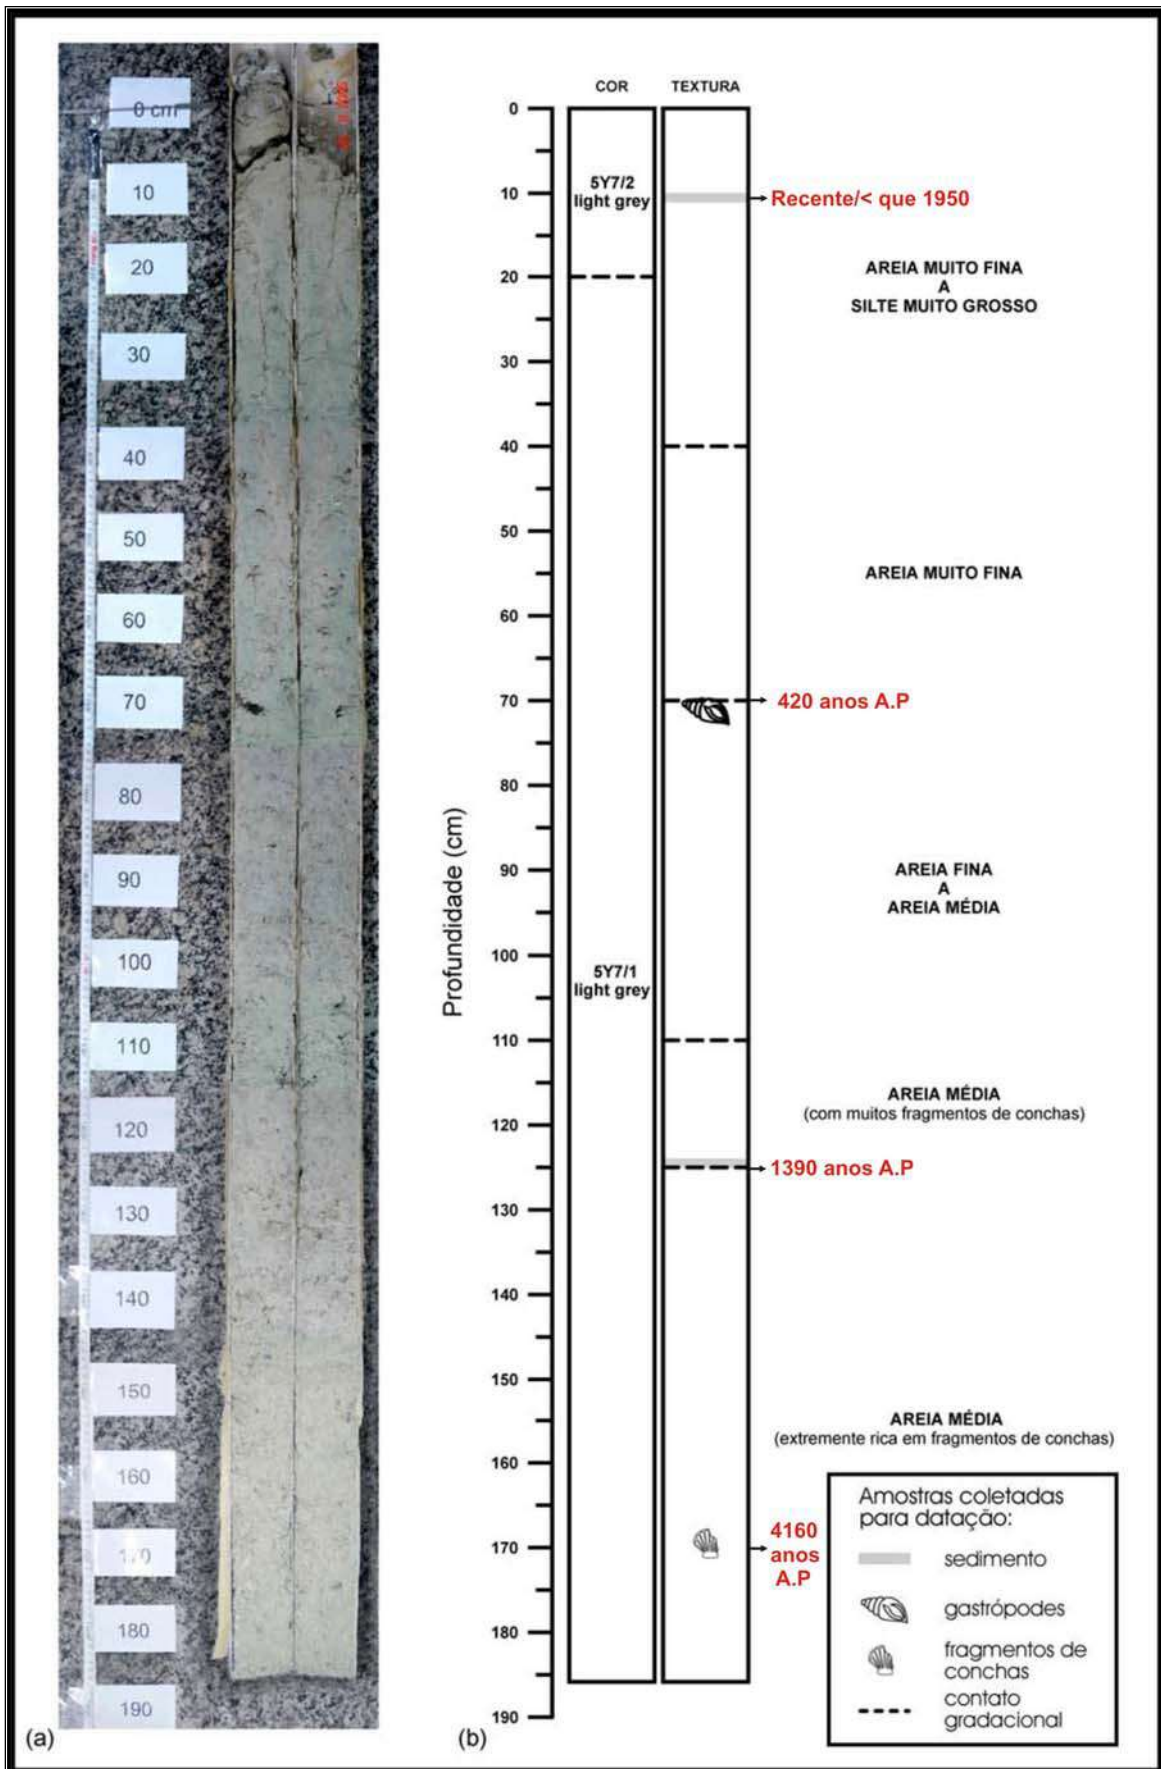 0 cm
10
20
30
40
50
60
70
80
90
100
110
120
130
140
150
160
170
180
190
(a)
COR
TEXTURA
Profundidade (cm)
0
10
20
30
40
50
60
70
80
90
100
110
120
130
140
150
160
170
180
190
5Y7/2
light grey
5Y7/1
light grey
Recente/< que 1950
AREIA MUITO FINA
A
SILTE MUITO GROSSO
AREIA MUITO FINA
420 anos A.P
AREIA FINA
A
AREIA MÉDIA
AREIA MÉDIA
(com muitos fragmentos de conchas)
1390 anos A.P
AREIA MÉDIA
(extremente rica em fragmentos de conchas)
4160
anos
A.P
Amostras coletadas
para datação:
sedimento
gastrópodes
fragmentos de
conchas
contato
gradacional
(b)